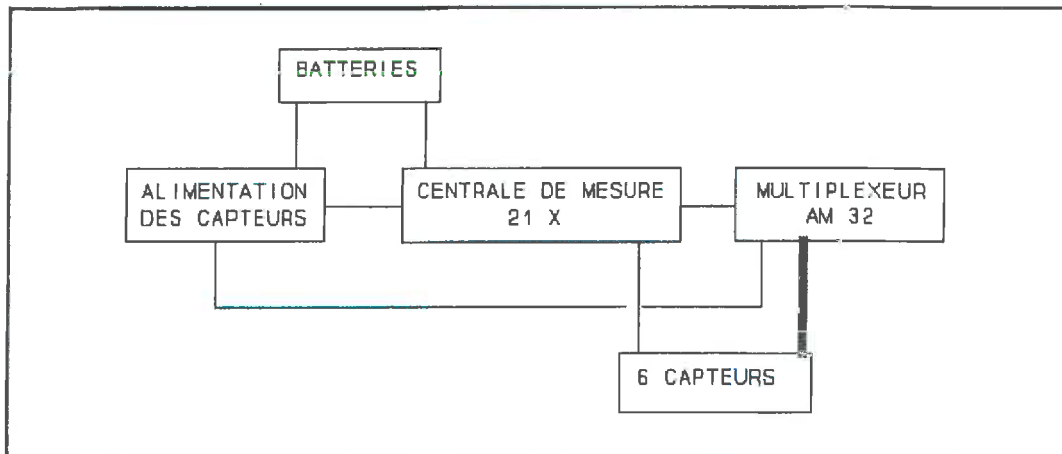 BATTERIES
ALIMENTATION
DES CAPTEURS
CENTRALE DE MESURE
21 X
MULTIPLEXEUR
AM 32
6 CAPTEURS